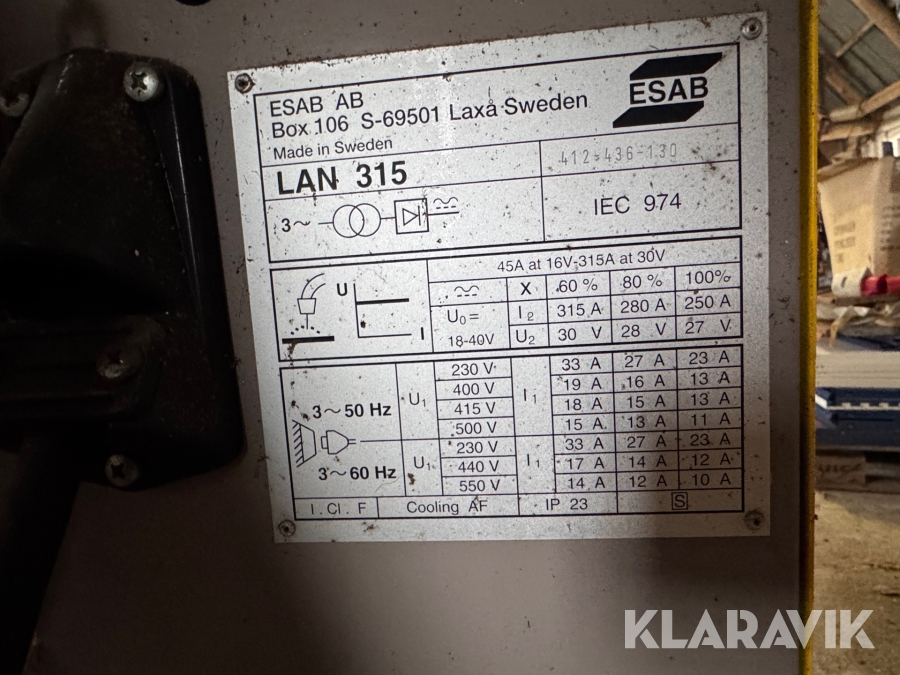 ESAB AB
Box 106 S-69501 Laxå Sweden
Made in Sweden
ESAB
LAN 315
412-436-130
3~
IEC 974
45A at 16V-315A at 30V
U
I
X 60 % 80 % 100%
U₀= I₂ 315 A 280 A 250 A
18-40V U₂ 30 V 28 V 27 V
3~50 Hz U₁ I₁
230 V 33 A 27 A 23 A
400 V 19 A 16 A 13 A
415 V 18 A 15 A 13 A
500 V 15 A 13 A 11 A
3~60 Hz U₁ I₁
230 V 33 A 27 A 23 A
440 V 17 A 14 A 12 A
550 V 14 A 12 A 10 A
I . Cl . F Cooling AF IP 23 S
KLARAVIK